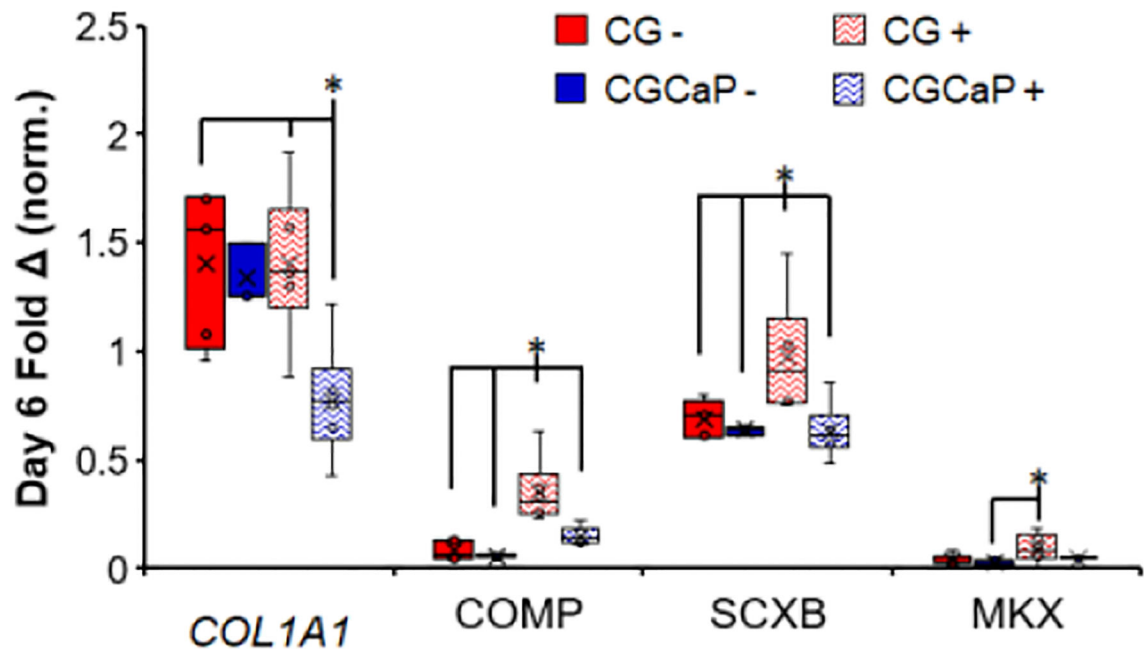 Day 6 Fold Δ (norm.)
2.5
2
1.5
1
0.5
0
CG -
CG +
CGCaP -
CGCaP +
*
*
*
*
COL1A1
COMP
SCXB
MKX